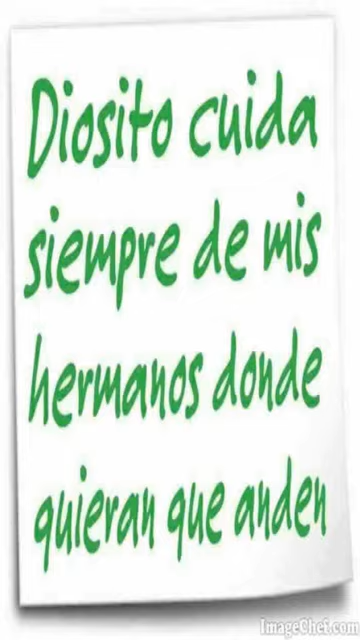 Diosito cuida
siempre de mis
hermanos donde
quieran que anden
ImageChef.com